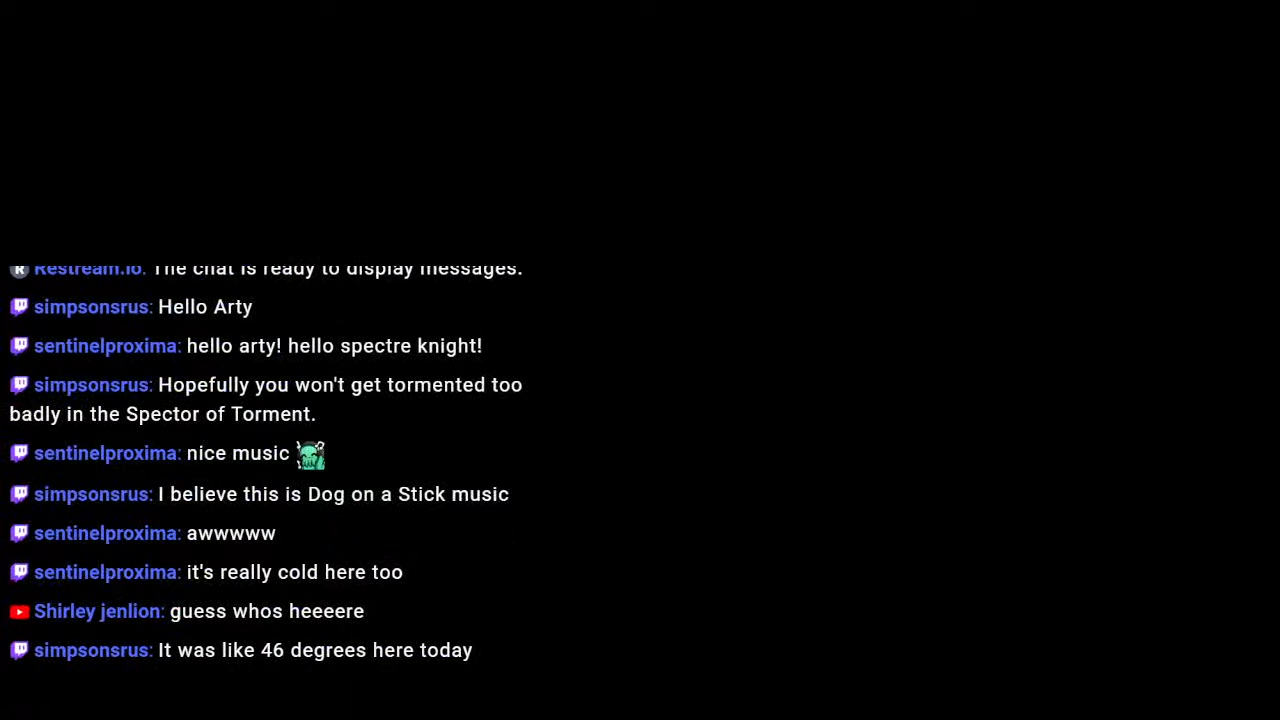 Restream.io: The chat is ready to display messages.
simpsonsrus: Hello Arty
sentinelproxima: hello arty! hello spectre knight!
simpsonsrus: Hopefully you won't get tormented too
badly in the Spector of Torment.
sentinelproxima: nice music
simpsonsrus: I believe this is Dog on a Stick music
sentinelproxima: awwwww
sentinelproxima: it's really cold here too
Shirley jenlion: guess whos heeeere
simpsonsrus: It was like 46 degrees here today